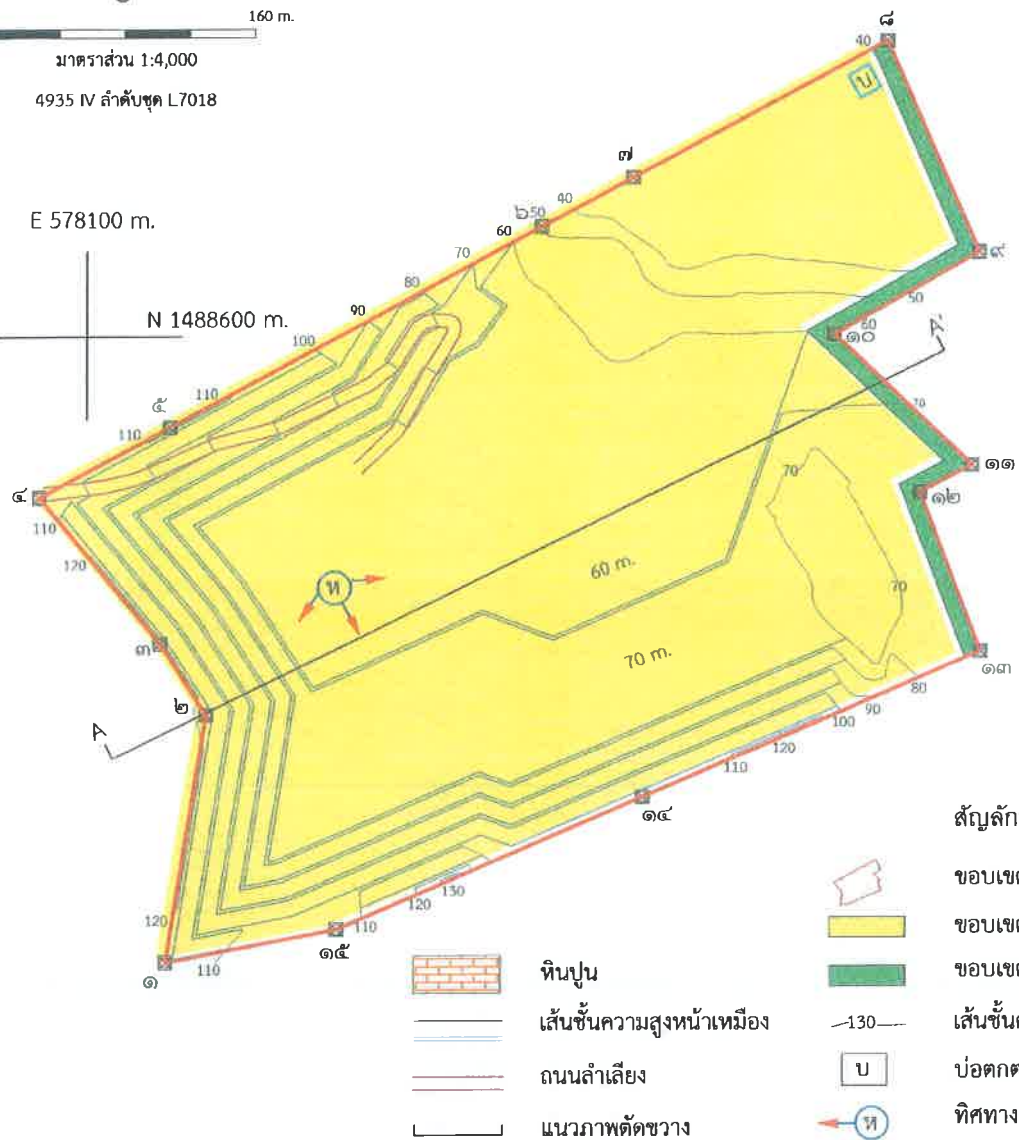 160 m.
มาตราส่วน 1:4,000
4935 IV ลำดับชุด L7018
E 578100 m.
N 1488600 m.
๘
40
บ
๗
40
๖
50
60
70
80
90
100
110
๕
110
๔
110
120
๓
๒
A
๑
120
110
๑๕
110
120
130
๑๔
110
120
100
90
80
๑๓
๑๒
๑๑
70
๑๐
60
50
๙
A'
70
70
ห
60 m.
70 m.
หินปูน
เส้นชั้นความสูงหน้าเหมือง
ถนนลำเลียง
แนวภาพตัดขวาง
สัญลัก
ขอบเข
ขอบเข
ขอบเข
130
เส้นชั้น
บ
บ่อตก
ห
ทิศทาง